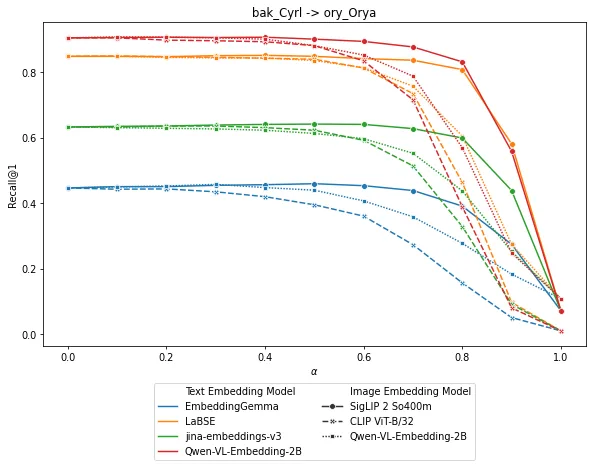 bak_Cyrl -> ory_Orya
Recall@1
0.8
0.6
0.4
0.2
0.0
0.0 0.2 0.4 0.6 0.8 1.0
α
Text Embedding Model
EmbeddingGemma
LaBSE
jina-embeddings-v3
Qwen-VL-Embedding-2B
Image Embedding Model
SigLIP 2 So400m
CLIP ViT-B/32
Qwen-VL-Embedding-2B